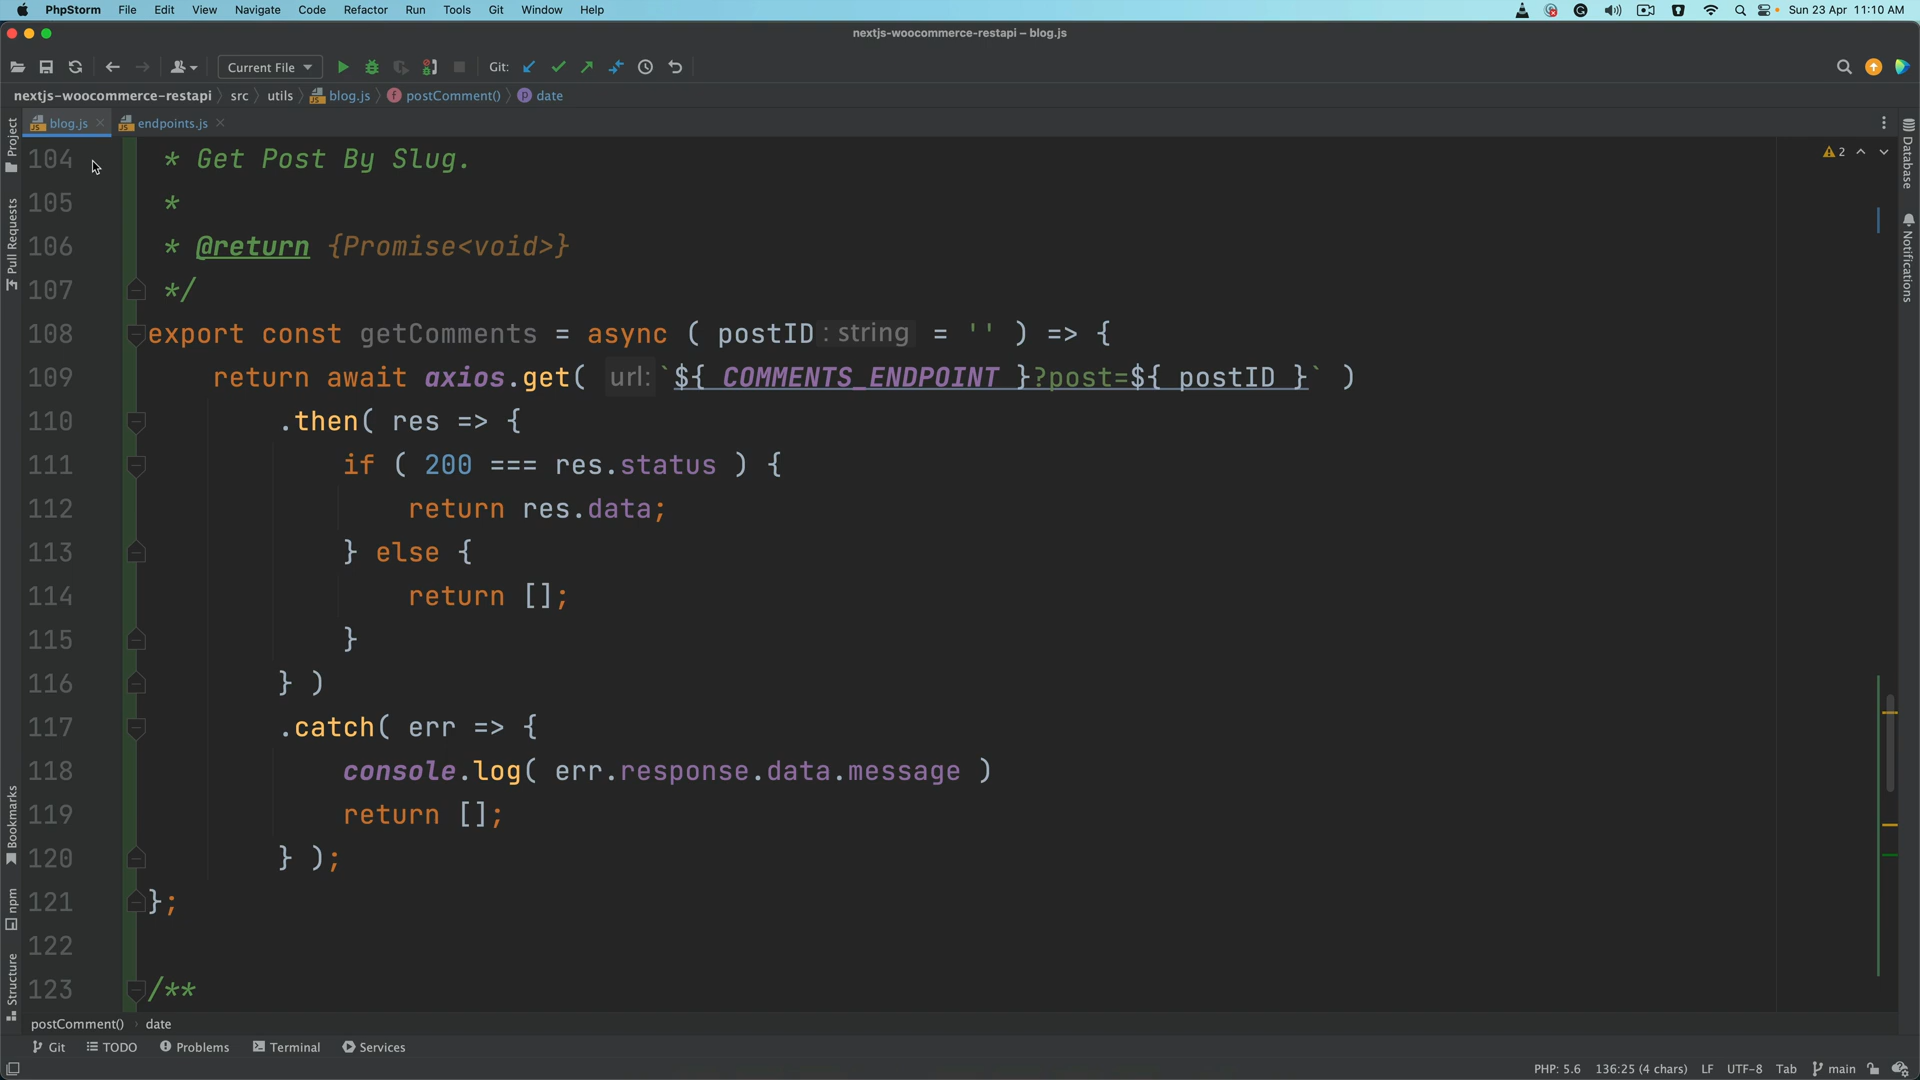 PhpStorm File Edit View Navigate Code Refactor Run Tools Git Window Help Sun 23 Apr 11:10 AM
nextjs-woocommerce-restapi – blog.js
Current File Git:
nextjs-woocommerce-restapi src utils JS blog.js f postComment() p date
JS blog.js JS endpoints.js
Project
Pull Requests
Bookmarks
npm
Structure
104 * Get Post By Slug.
105 *
106 * @return {Promise<void>}
107 */
108 export const getComments = async ( postID : string = '' ) => {
109 return await axios.get( url: `${ COMMENTS_ENDPOINT }?post=${ postID }` )
110 .then( res => {
111 if ( 200 === res.status ) {
112 return res.data;
113 } else {
114 return [];
115 }
116 } )
117 .catch( err => {
118 console.log( err.response.data.message )
119 return [];
120 } );
121 };
122
123 /**
2
Database
Notifications
postComment() date
Git TODO Problems Terminal Services
PHP: 5.6 136:25 (4 chars) LF UTF-8 Tab main